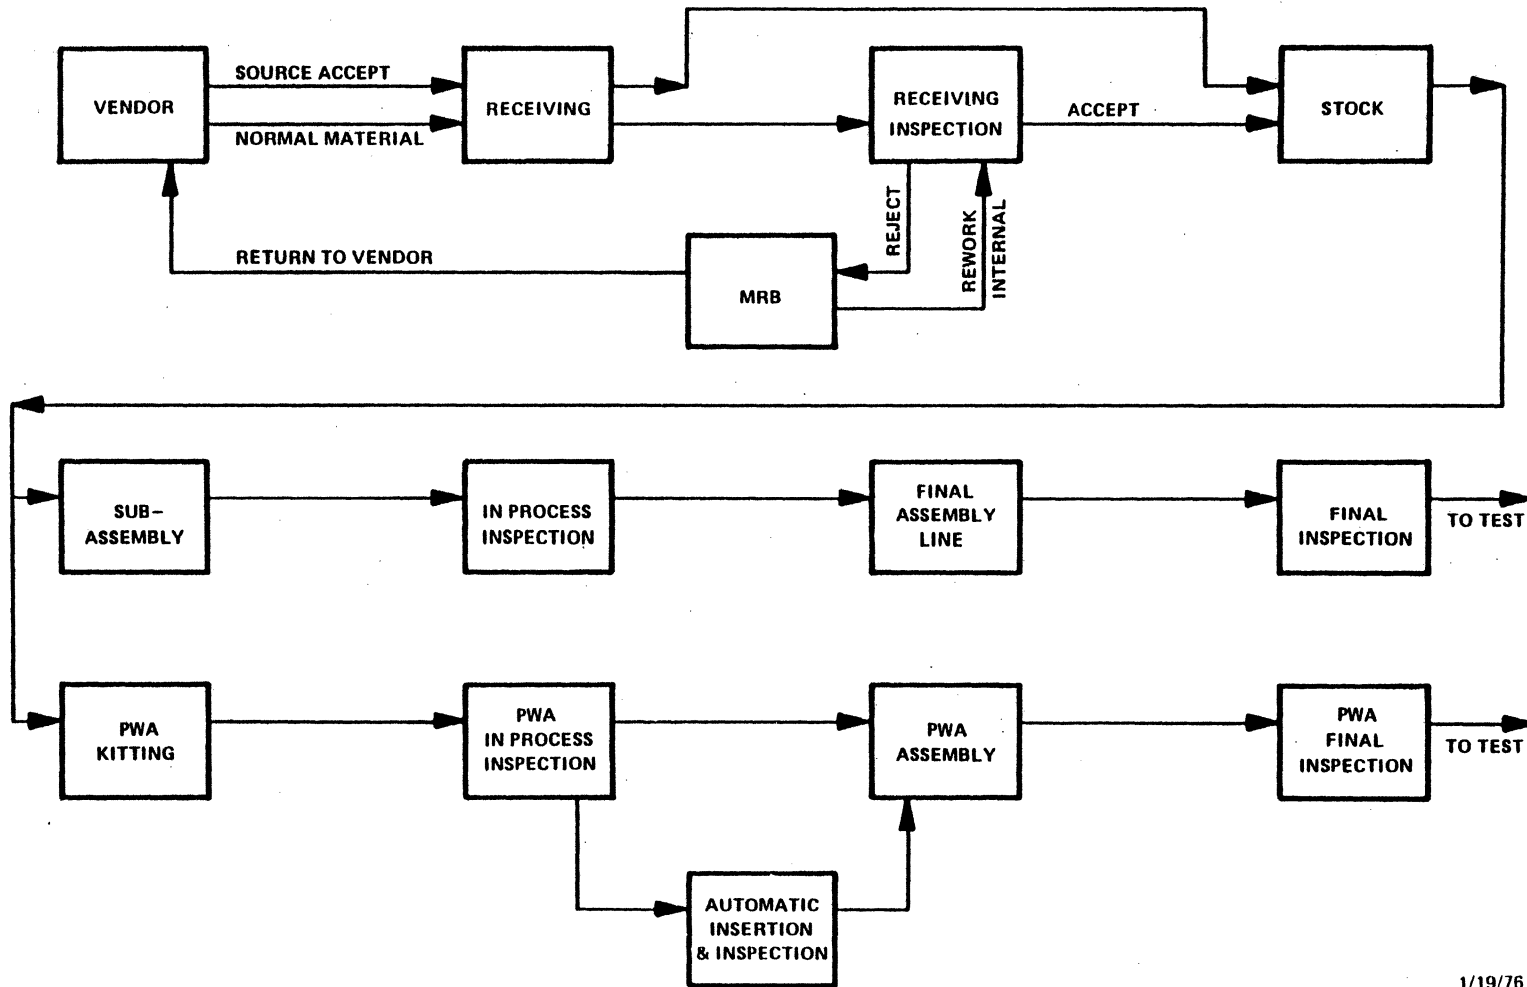 SOURCE ACCEPT
VENDOR
NORMAL MATERIAL
RECEIVING
RECEIVING
INSPECTION
ACCEPT
STOCK
REJECT
REWORK
INTERNAL
RETURN TO VENDOR
MRB
SUB-
ASSEMBLY
IN PROCESS
INSPECTION
FINAL
ASSEMBLY
LINE
FINAL
INSPECTION
TO TEST
PWA
KITTING
PWA
IN PROCESS
INSPECTION
PWA
ASSEMBLY
PWA
FINAL
INSPECTION
TO TEST
AUTOMATIC
INSERTION
& INSPECTION
1/19/76